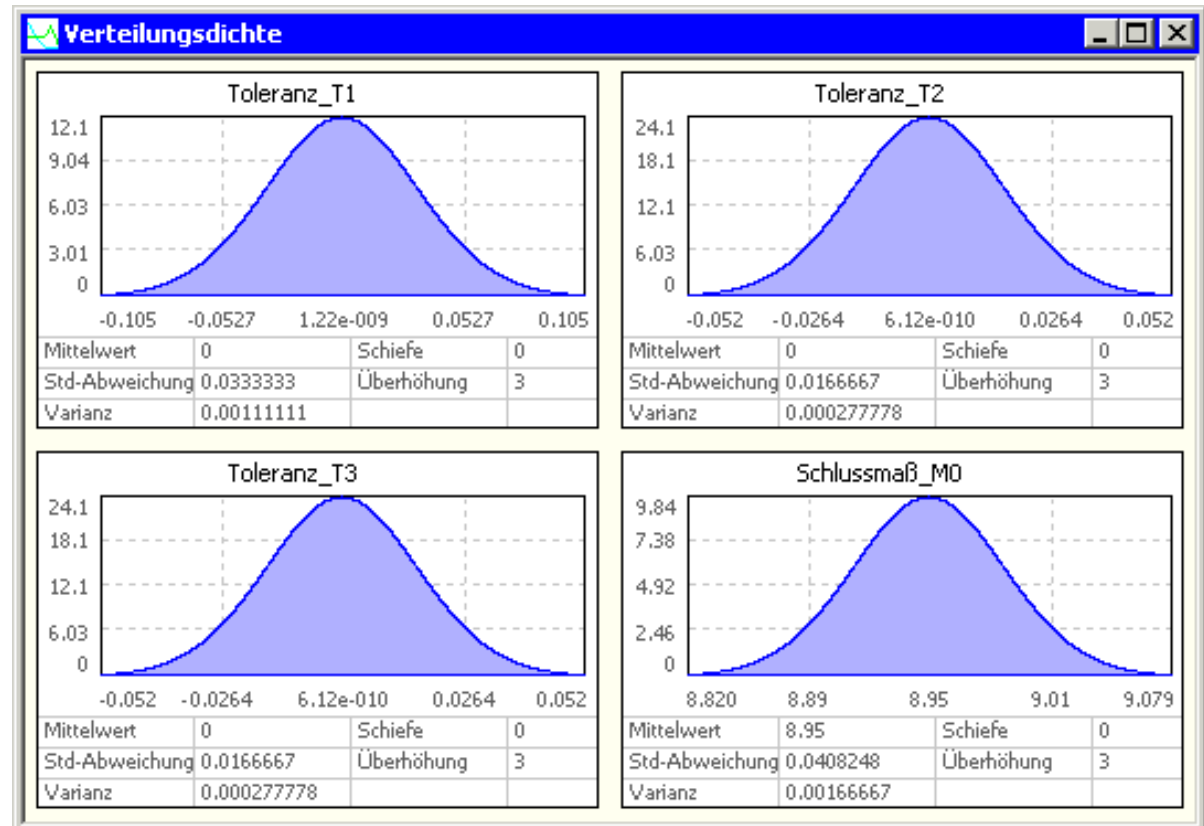 Verteilungsdichte
Toleranz_T1
12.1
9.04
6.03
3.01
0
-0.105 -0.0527 1.22e-009 0.0527 0.105
Mittelwert 0 Schiefe 0
Std-Abweichung 0.0333333 Überhöhung 3
Varianz 0.00111111
Toleranz_T2
24.1
18.1
12.1
6.03
0
-0.052 -0.0264 6.12e-010 0.0264 0.052
Mittelwert 0 Schiefe 0
Std-Abweichung 0.0166667 Überhöhung 3
Varianz 0.000277778
Toleranz_T3
24.1
18.1
12.1
6.03
0
-0.052 -0.0264 6.12e-010 0.0264 0.052
Mittelwert 0 Schiefe 0
Std-Abweichung 0.0166667 Überhöhung 3
Varianz 0.000277778
Schlussmaß_M0
9.84
7.38
4.92
2.46
0
8.820 8.89 8.95 9.01 9.079
Mittelwert 8.95 Schiefe 0
Std-Abweichung 0.0408248 Überhöhung 3
Varianz 0.00166667